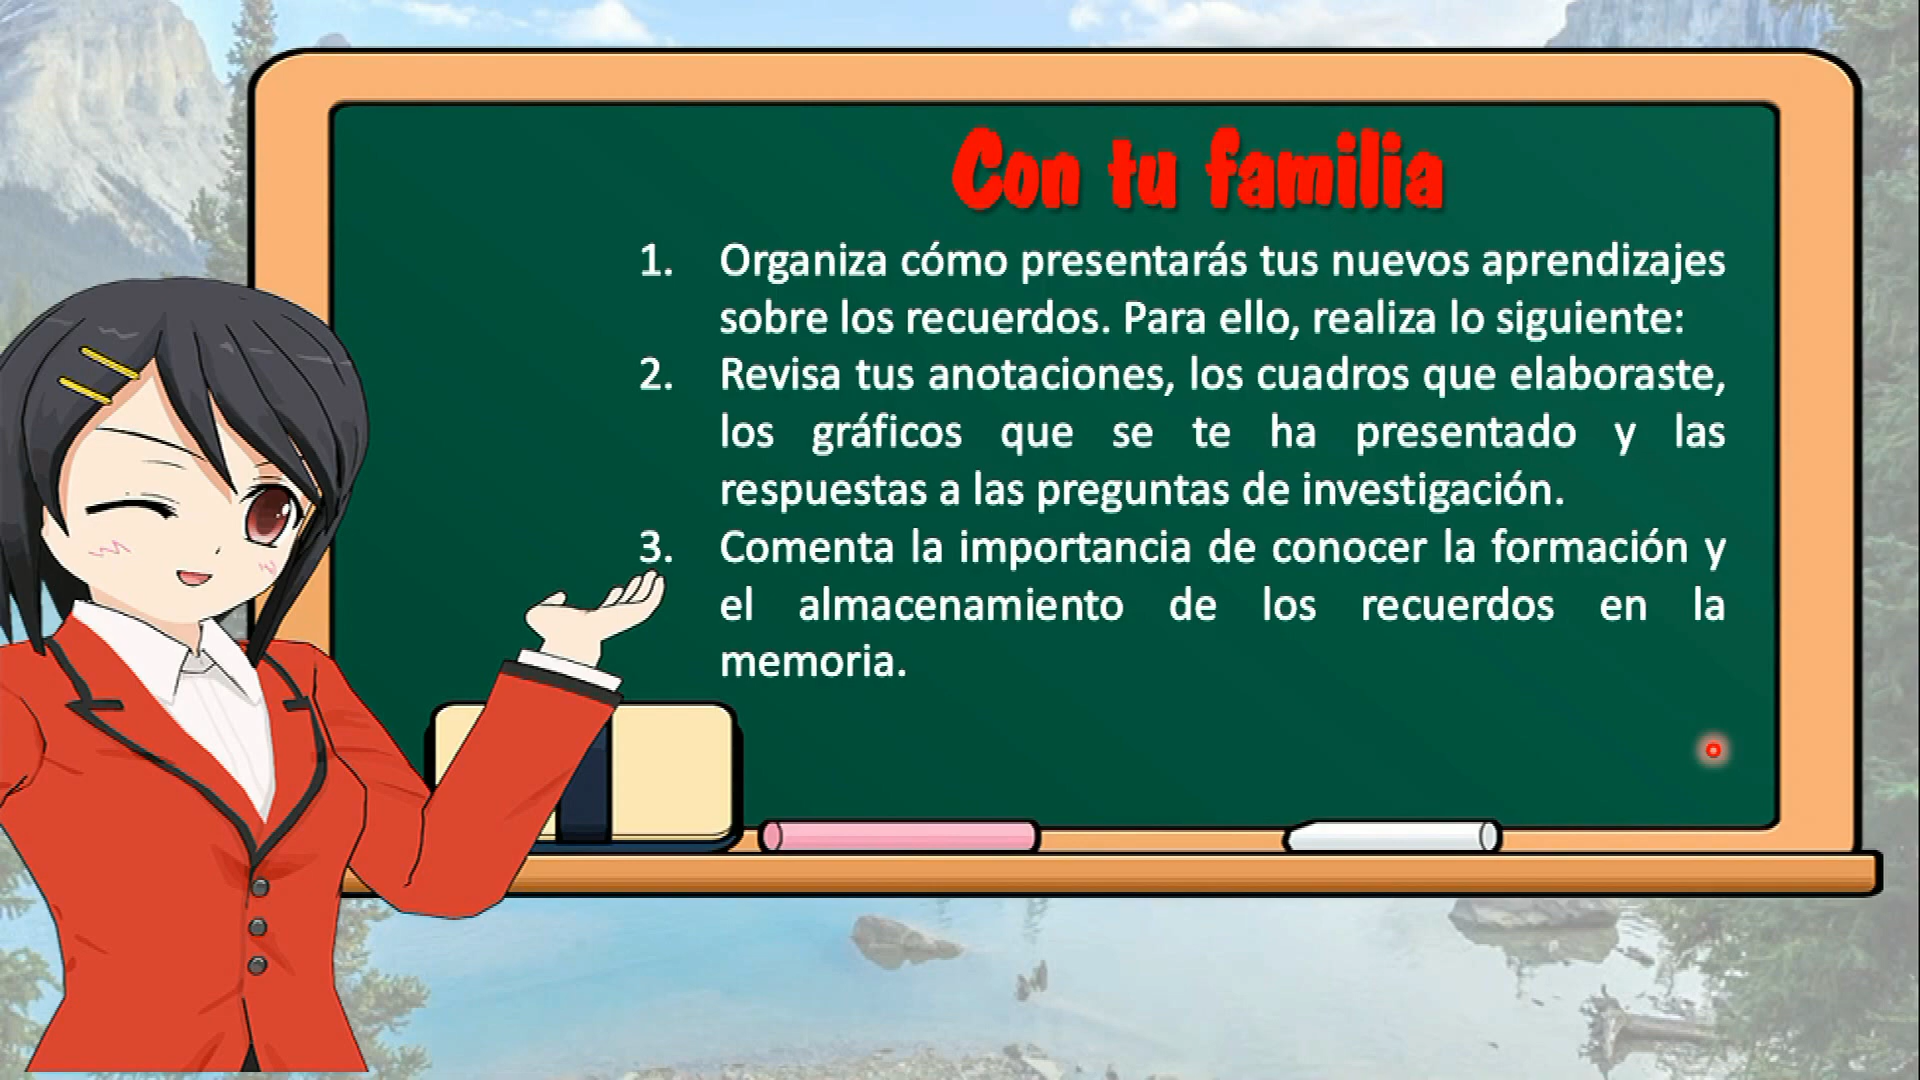 Con tu familia
1. Organiza cómo presentarás tus nuevos aprendizajes
sobre los recuerdos. Para ello, realiza lo siguiente:
2. Revisa tus anotaciones, los cuadros que elaboraste,
los gráficos que se te ha presentado y las
respuestas a las preguntas de investigación.
3. Comenta la importancia de conocer la formación y
el almacenamiento de los recuerdos en la
memoria.